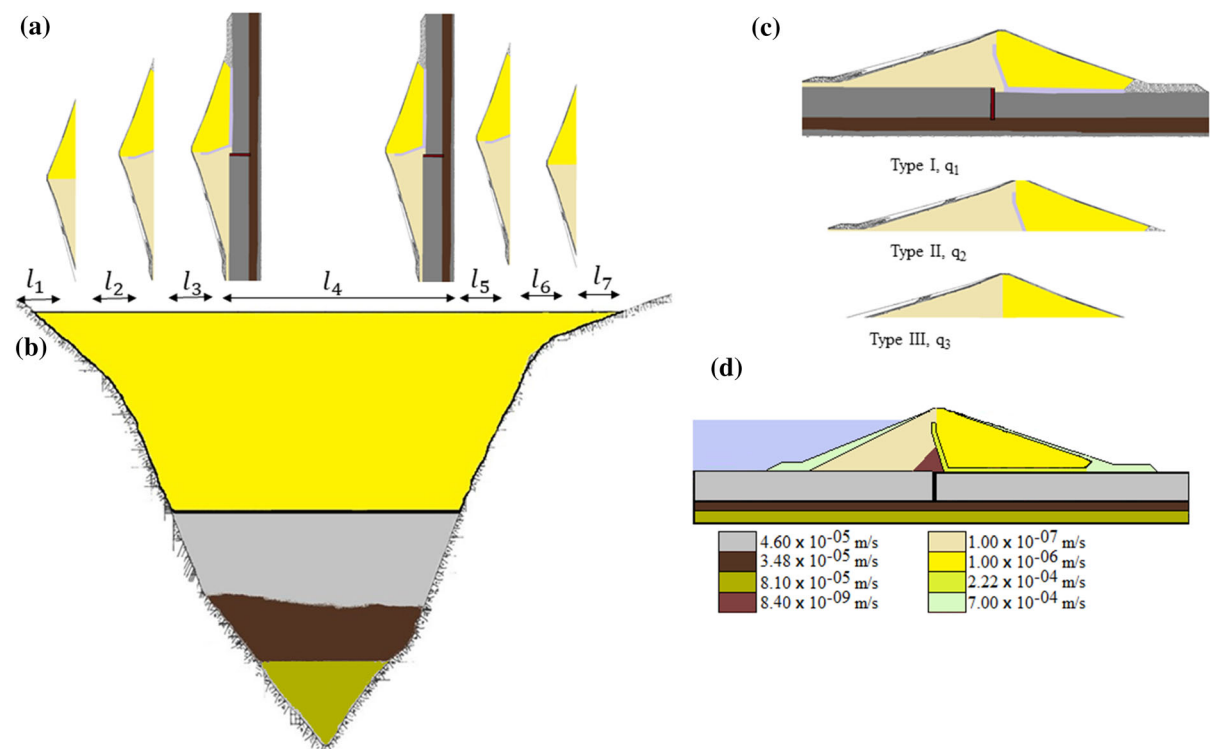 (a)
(c)
Type I, q₁
Type II, q₂
Type III, q₃
l₁ l₂ l₃ l₄ l₅ l₆ l₇
(b)
(d)
4.60 x 10⁻⁰⁵ m/s 1.00 x 10⁻⁰⁷ m/s
3.48 x 10⁻⁰⁵ m/s 1.00 x 10⁻⁰⁶ m/s
8.10 x 10⁻⁰⁵ m/s 2.22 x 10⁻⁰⁴ m/s
8.40 x 10⁻⁰⁹ m/s 7.00 x 10⁻⁰⁴ m/s